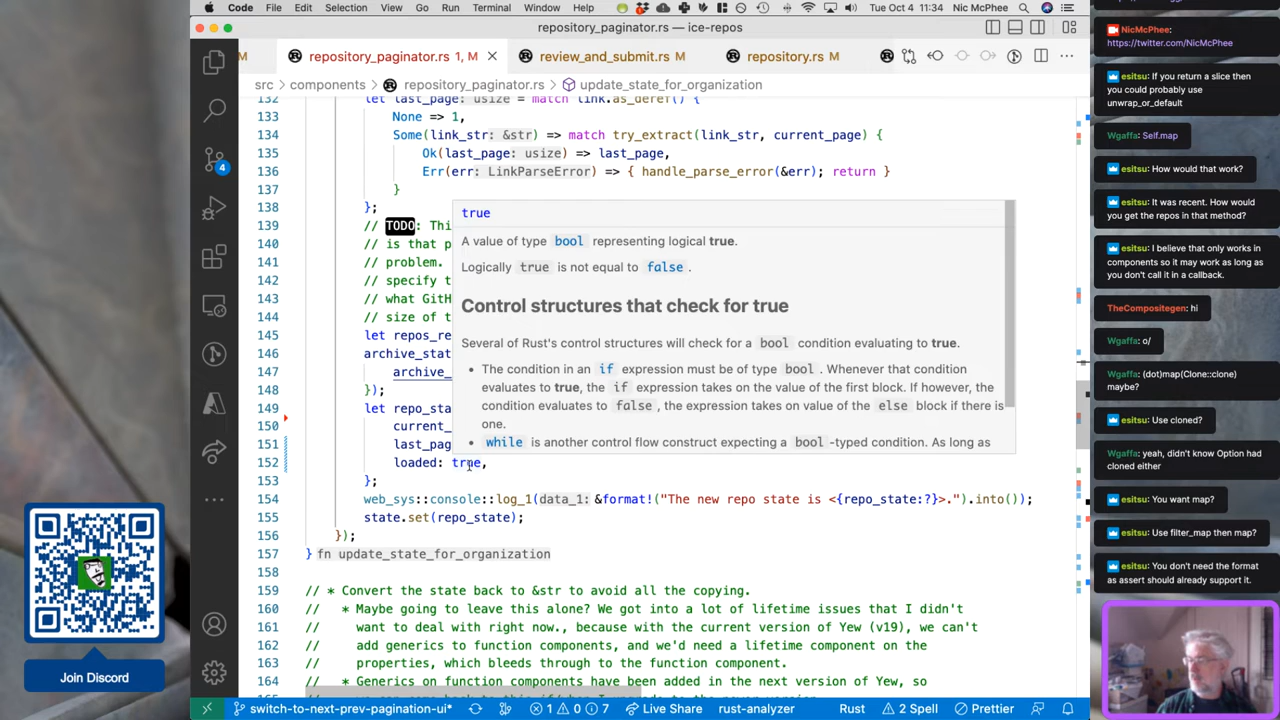 Code File Edit Selection View Go Run Terminal Window Help Tue Oct 4 11:34 Nic McPhee
repository_paginator.rs — ice-repos
M repository_paginator.rs 1, M review_and_submit.rs M repository.rs M
src > components > repository_paginator.rs > update_state_for_organization
132 let last_page: usize = match link.as_deref() {
133 None => 1,
134 Some(link_str: &str) => match try_extract(link_str, current_page) {
135 Ok(last_page: usize) => last_page,
136 Err(err: LinkParseError) => { handle_parse_error(&err); return }
137 }
138 };
139 // TODO: Thi
140 // is that p
141 // problem.
142 // specify t
143 // what GitH
144 // size of t
145 let repos_re
146 archive_stat
147 archive_
148 });
149 let repo_sta
150 current_
151 last_pag
152 loaded: true,
153 };
154 web_sys::console::log_1(data_1: &format!("The new repo state is <{repo_state:?}>.").into());
155 state.set(repo_state);
156 });
157 } fn update_state_for_organization
158
159 // * Convert the state back to &str to avoid all the copying.
160 // * Maybe going to leave this alone? We got into a lot of lifetime issues that I didn't
161 // want to deal with right now., because with the current version of Yew (v19), we can't
162 // add generics to function components, and we'd need a lifetime component on the
163 // properties, which bleeds through to the function component.
164 // * Generics on function components have been added in the next version of Yew, so
true
A value of type bool representing logical true.
Logically true is not equal to false .
Control structures that check for true
Several of Rust's control structures will check for a bool condition evaluating to true.
• The condition in an if expression must be of type bool . Whenever that condition
evaluates to true, the if expression takes on the value of the first block. If however, the
condition evaluates to false , the expression takes on value of the else block if there is
one.
• while is another control flow construct expecting a bool -typed condition. As long as
4
switch-to-next-prev-pagination-ui* 1 0 7 Live Share rust-analyzer Rust 2 Spell Prettier
Join Discord
NicMcPhee:
https://twitter.com/NicMcPhee
esitsu: If you return a slice then
you could probably use
unwrap_or_default
Wgaffa: Self.map
esitsu: How would that work?
esitsu: It was recent. How would
you get the repos in that method?
esitsu: I believe that only works in
components so it may work as long as
you don't call it in a callback.
TheCompositegen: hi
Wgaffa: o/
Wgaffa: (dot)map(Clone::clone)
maybe?
esitsu: Use cloned?
Wgaffa: yeah, didn't know Option had
cloned either
esitsu: You want map?
esitsu: Use filter_map then map?
esitsu: You don't need the format
as assert should already support it.